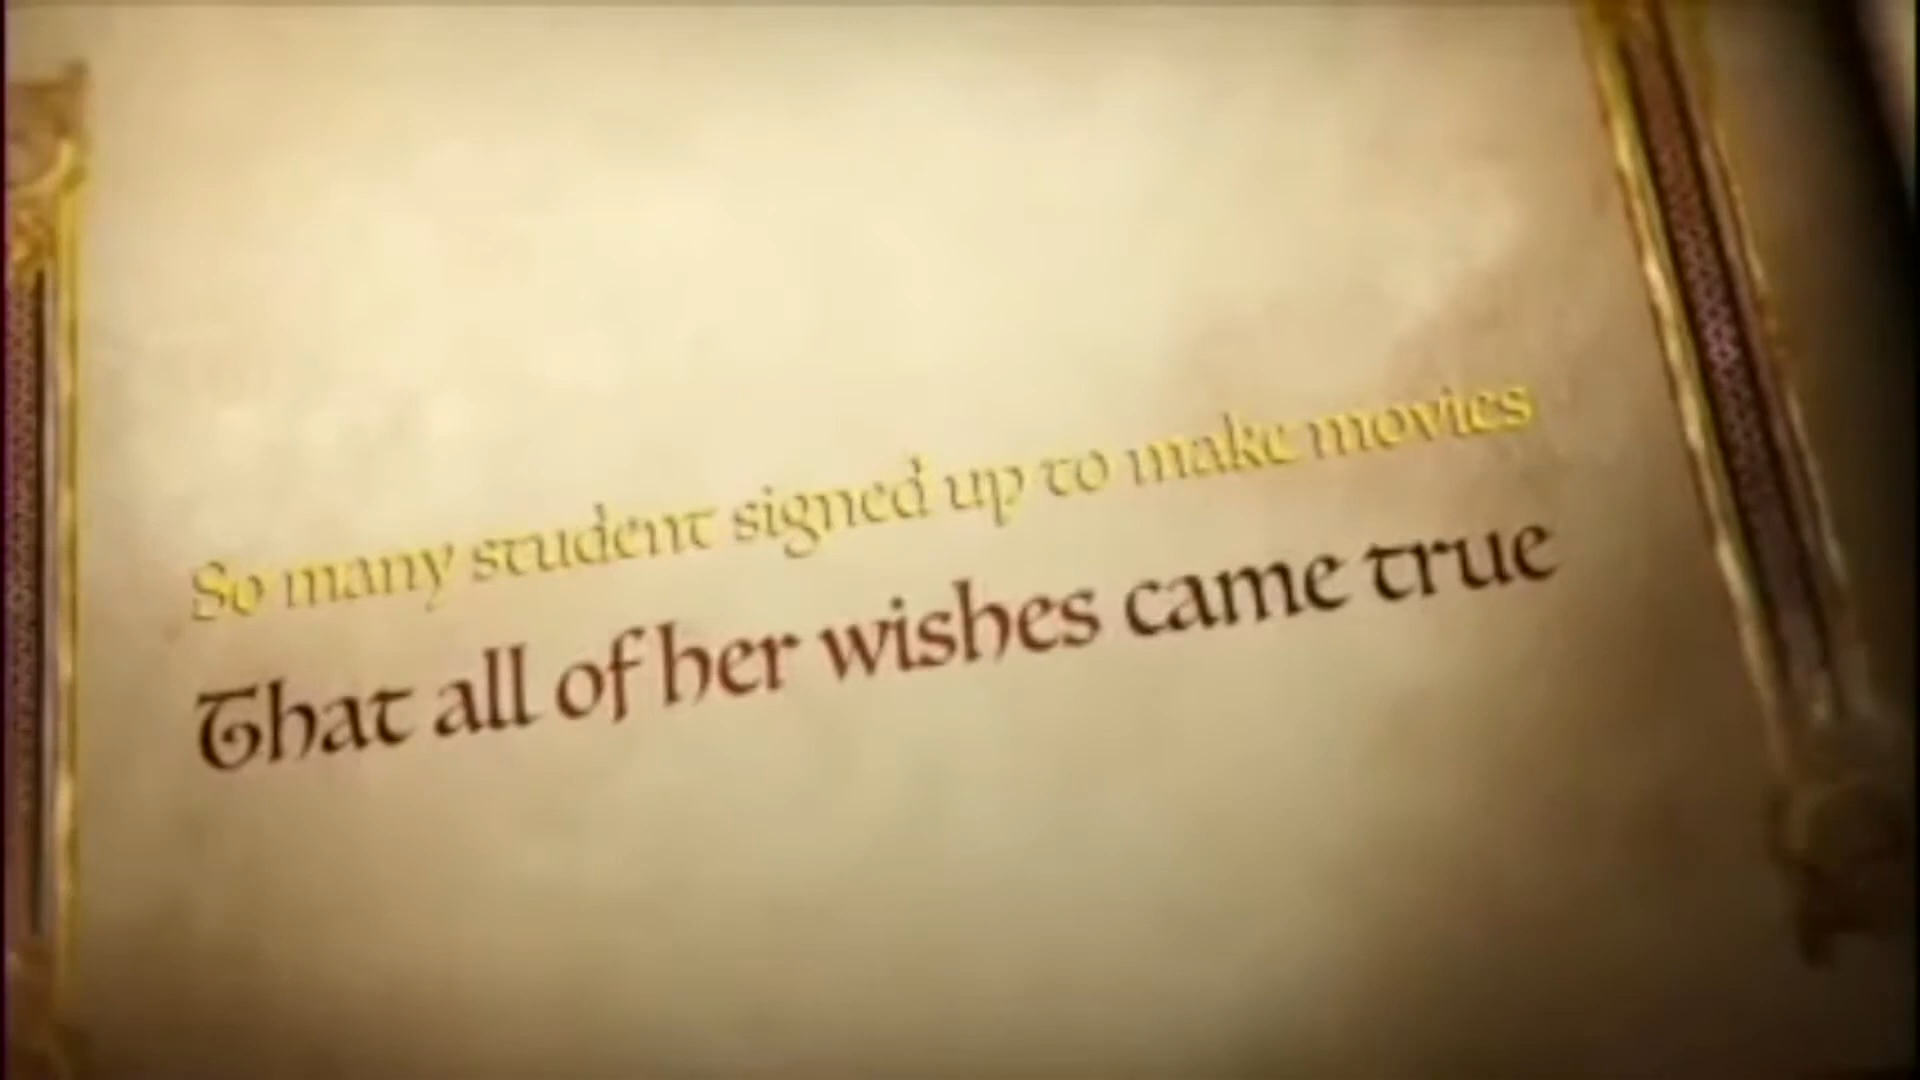 So many student signed up to make movies
That all of her wishes came true